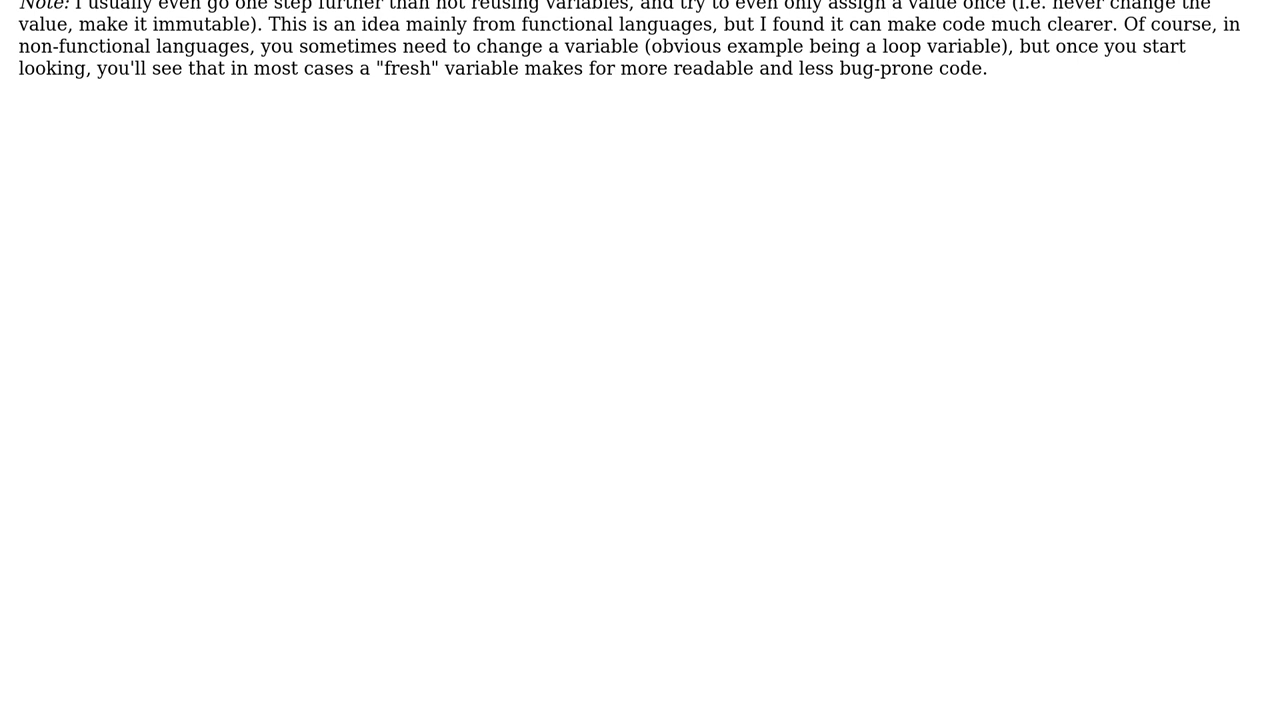 Note: I usually even go one step further than not reusing variables, and try to even only assign a value once (i.e. never change the
value, make it immutable). This is an idea mainly from functional languages, but I found it can make code much clearer. Of course, in
non-functional languages, you sometimes need to change a variable (obvious example being a loop variable), but once you start
looking, you'll see that in most cases a "fresh" variable makes for more readable and less bug-prone code.